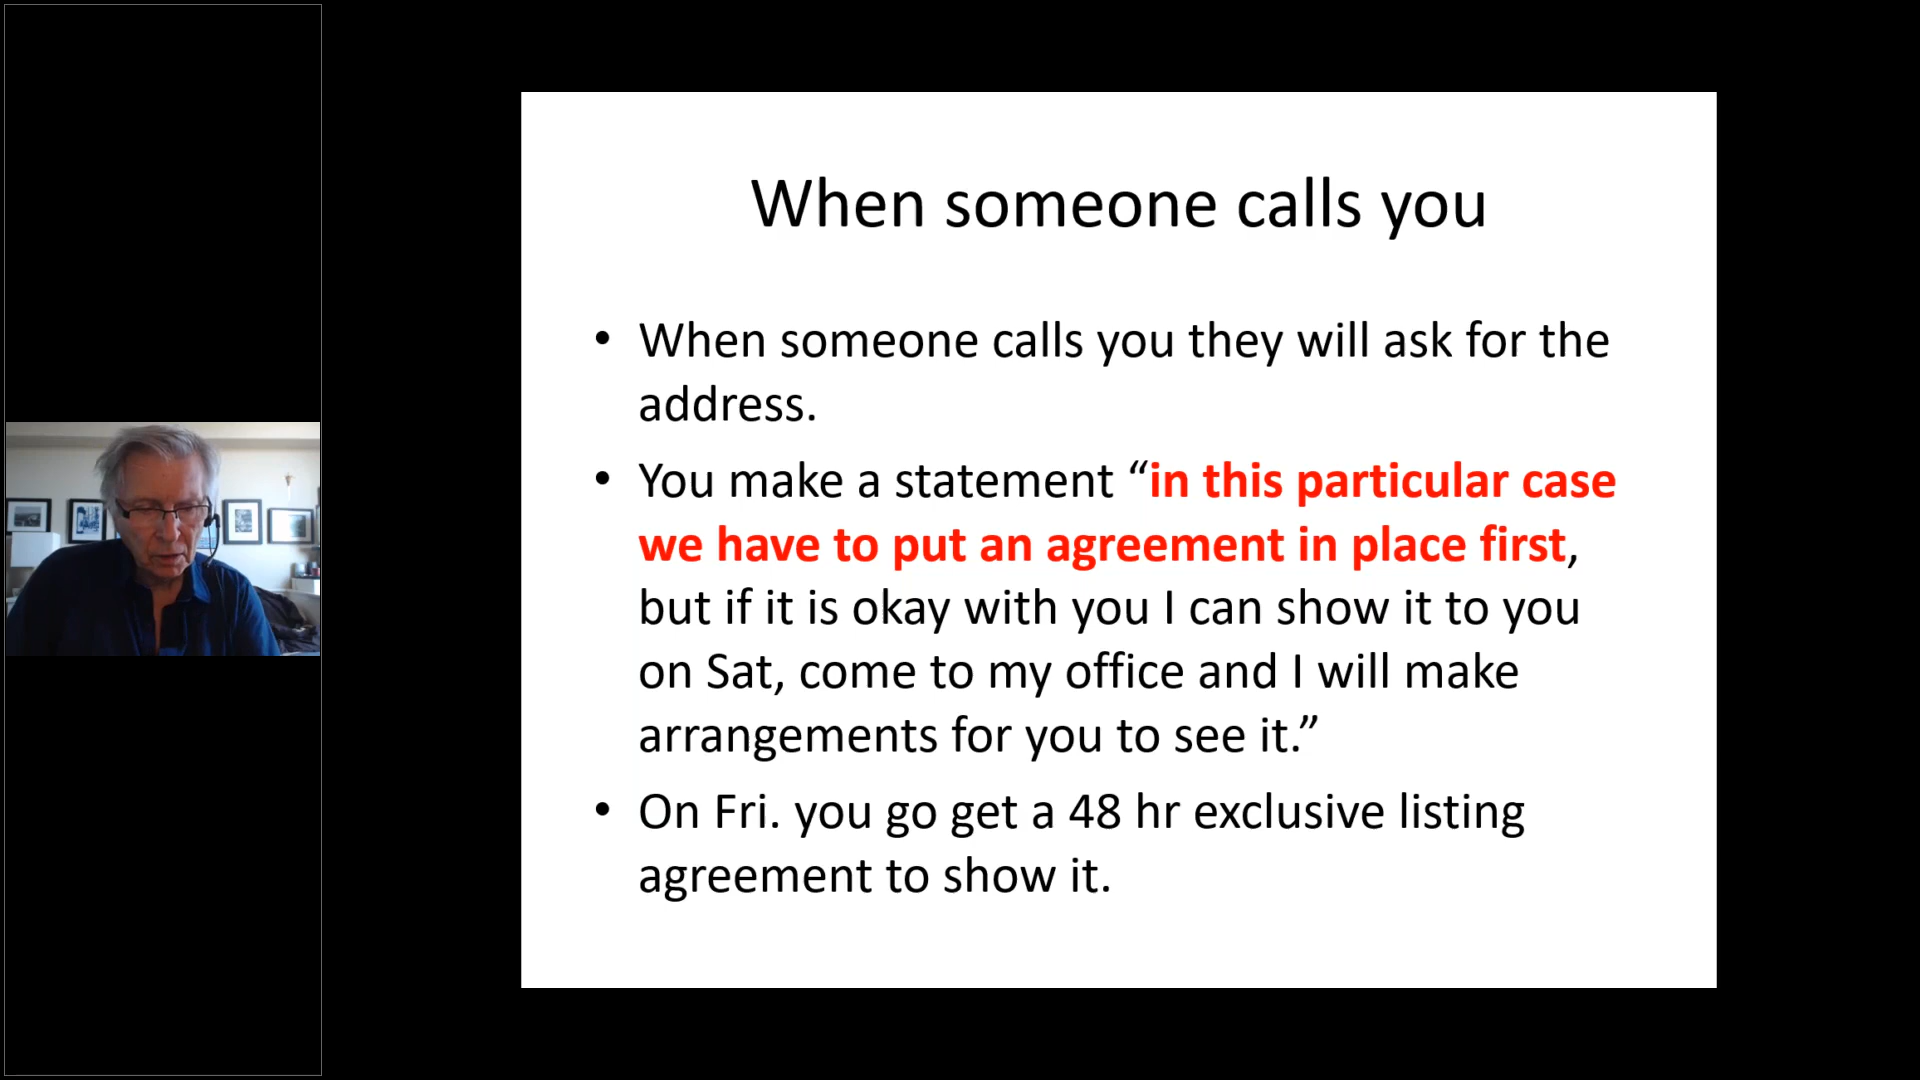 When someone calls you
• When someone calls you they will ask for the
address.
• You make a statement “in this particular case
we have to put an agreement in place first,
but if it is okay with you I can show it to you
on Sat, come to my office and I will make
arrangements for you to see it.”
• On Fri. you go get a 48 hr exclusive listing
agreement to show it.